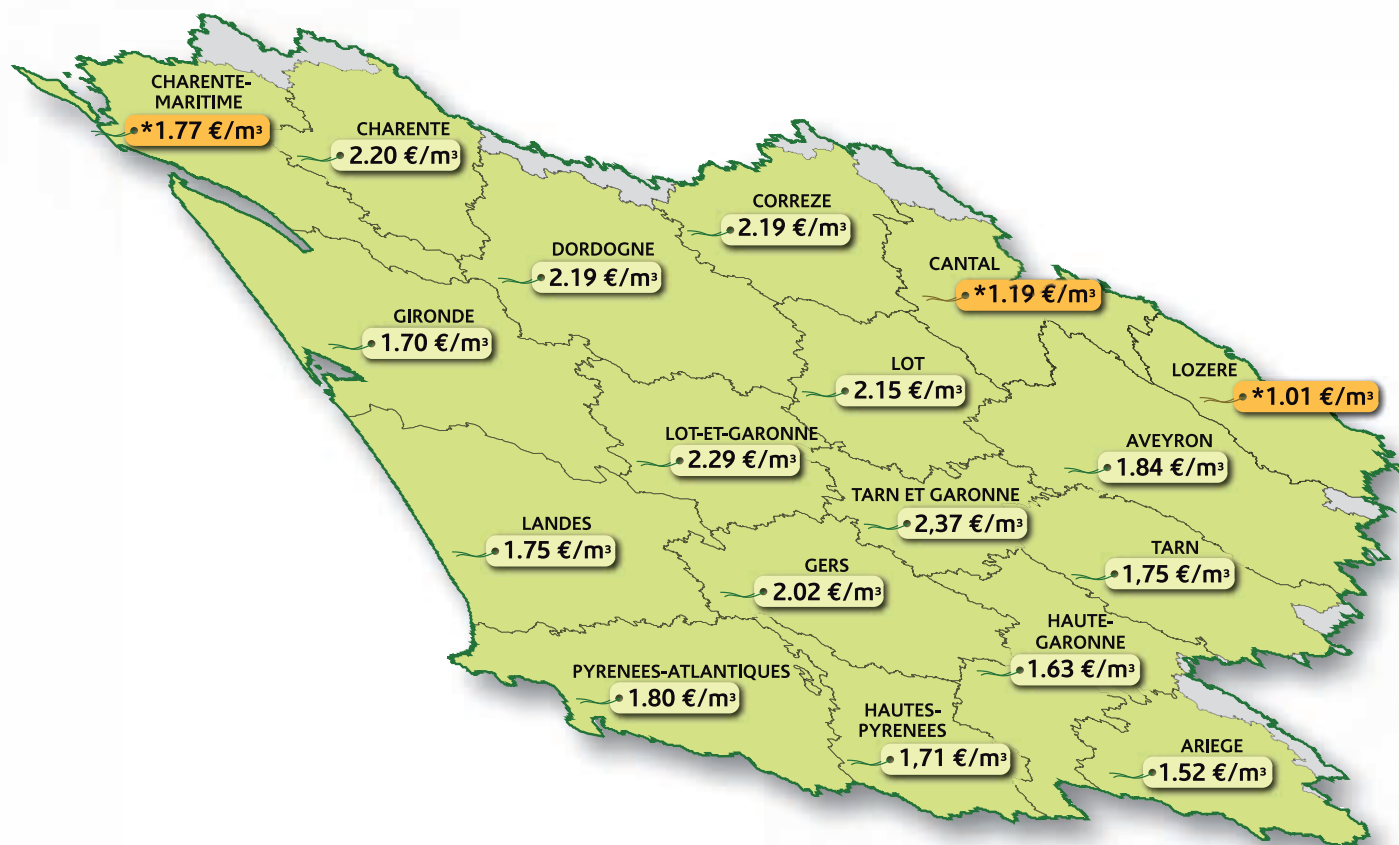 CHARENTE-
MARITIME
*1.77 €/m³
CHARENTE
2.20 €/m³
CORREZE
2.19 €/m³
DORDOGNE
2.19 €/m³
CANTAL
*1.19 €/m³
GIRONDE
1.70 €/m³
LOT
2.15 €/m³
LOZERE
*1.01 €/m³
LOT-ET-GARONNE
2.29 €/m³
AVEYRON
1.84 €/m³
TARN ET GARONNE
2,37 €/m³
LANDES
1.75 €/m³
TARN
1,75 €/m³
GERS
2.02 €/m³
HAUTE-
GARONNE
1.63 €/m³
PYRENEES-ATLANTIQUES
1.80 €/m³
HAUTES-
PYRENEES
1,71 €/m³
ARIEGE
1.52 €/m³